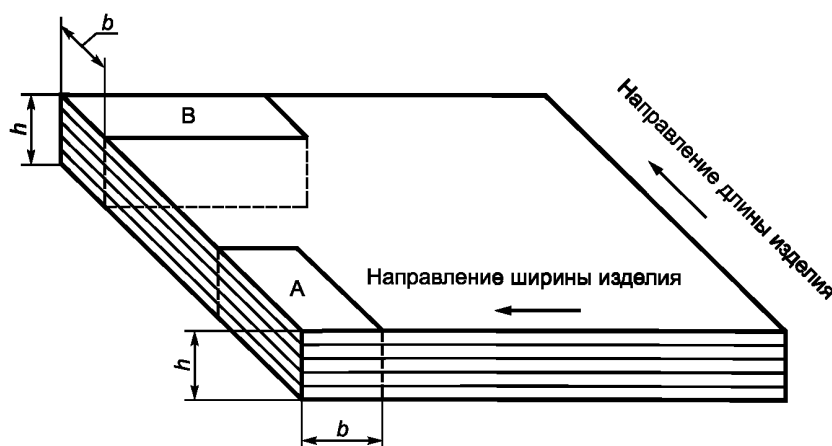 b
h
B
Направление длины изделия
A
Направление ширины изделия
h
b